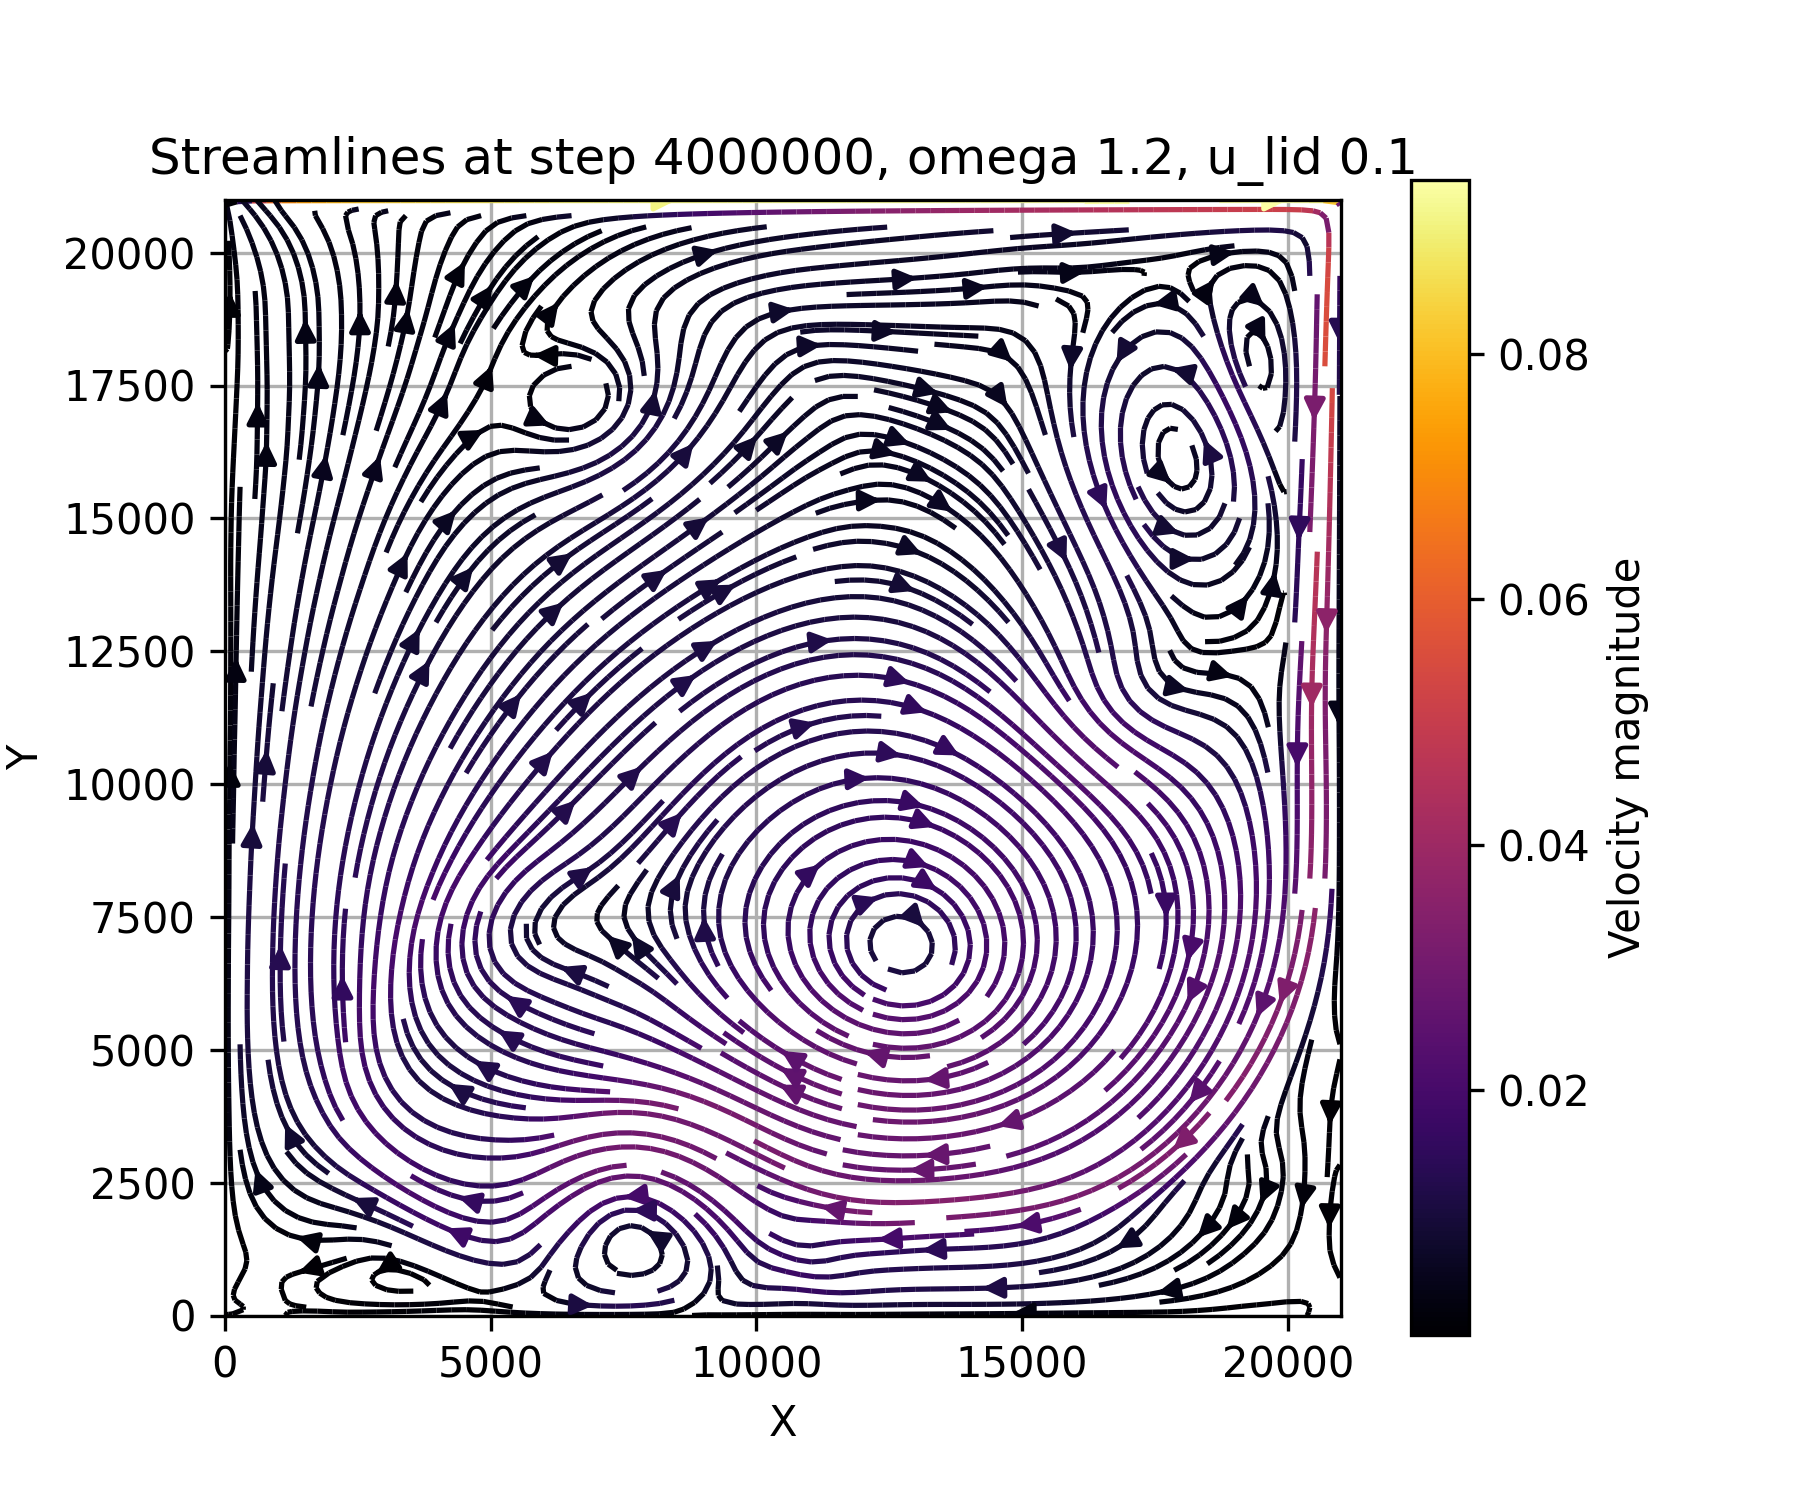 Streamlines at step 4000000, omega 1.2, u_lid 0.1
20000
17500
15000
12500
10000
7500
5000
2500
0
Y
0 5000 10000 15000 20000
X
0.08
0.06
0.04
0.02
Velocity magnitude